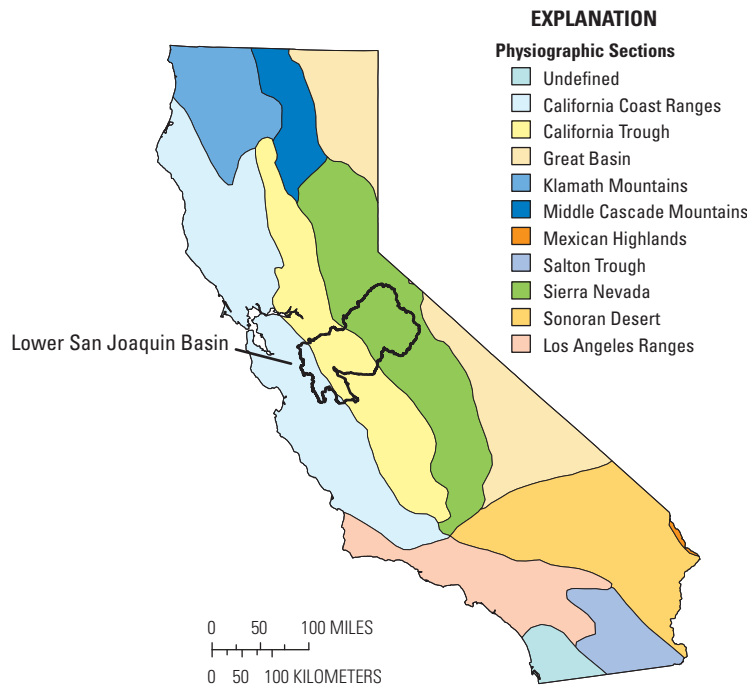 EXPLANATION
Physiographic Sections
Undefined
California Coast Ranges
California Trough
Great Basin
Klamath Mountains
Middle Cascade Mountains
Mexican Highlands
Salton Trough
Sierra Nevada
Sonoran Desert
Los Angeles Ranges
Lower San Joaquin Basin
0 50 100 MILES
0 50 100 KILOMETERS